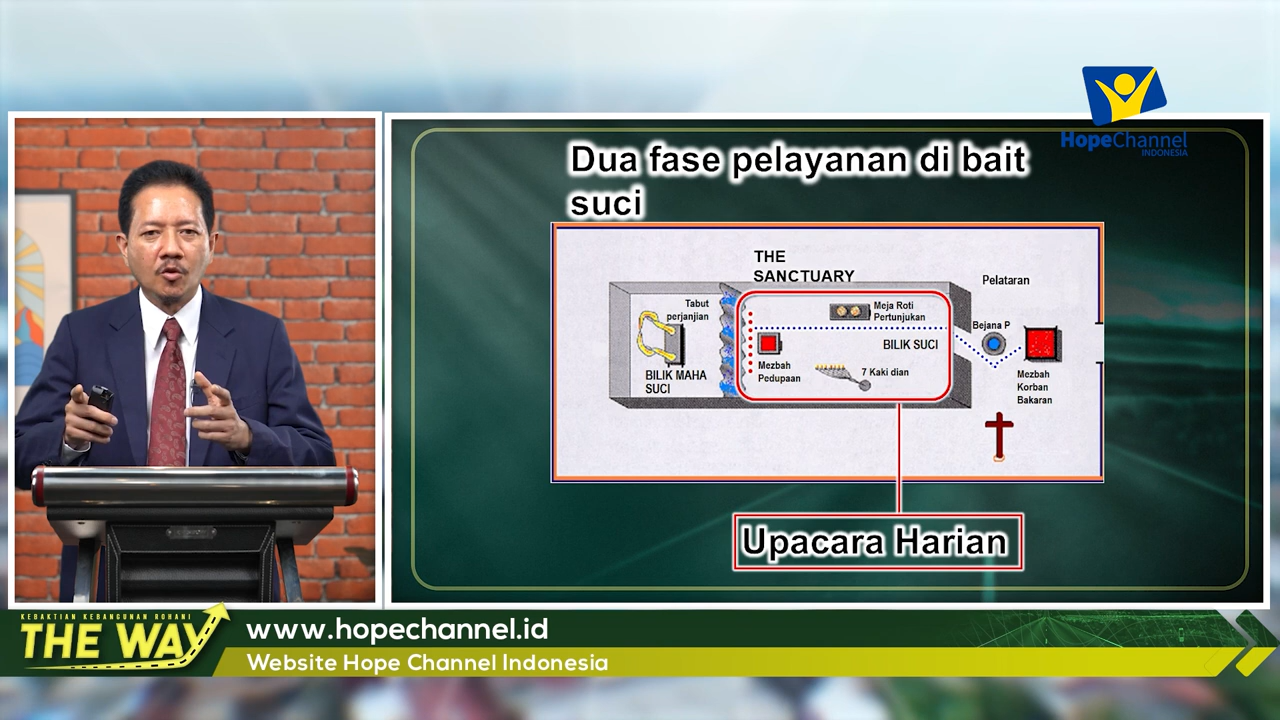 HopeChannel
INDONESIA
Dua fase pelayanan di bait
suci
THE
SANCTUARY
Pelataran
Tabut
perjanjian
Meja Roti
Pertunjukan
Bejana P
BILIK SUCI
BILIK MAHA
SUCI
Mezbah
Pedupaan
7 Kaki dian
Mezbah
Korban
Bakaran
Upacara Harian
KEBAKTIAN KEBANGUNAN ROHANI
THE WAY
www.hopechannel.id
Website Hope Channel Indonesia